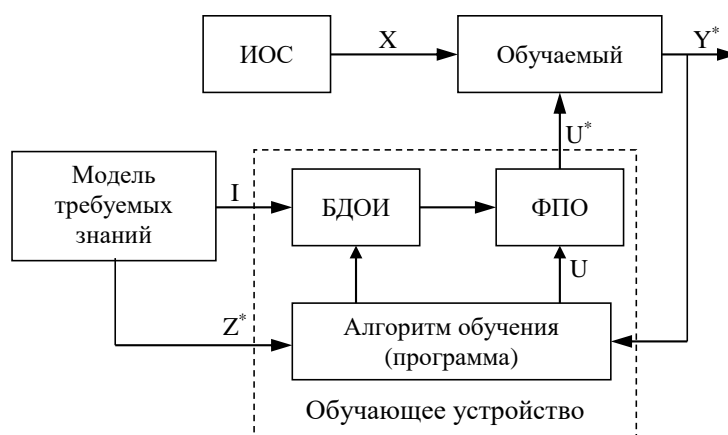 ИОС
X
Обучаемый
Y*
U*
Модель
требуемых
знаний
I
БДОИ
ФПО
U
Z*
Алгоритм обучения
(программа)
Обучающее устройство